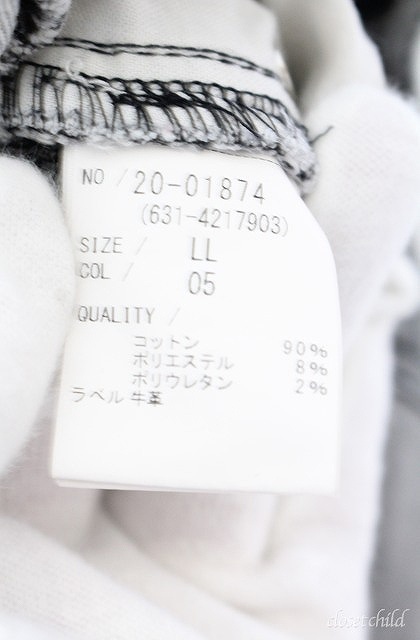 NO / 20-01874
(631-4217903)
SIZE / LL
COL / 05
QUALITY /
コットン 90%
ポリエステル 8%
ポリウレタン 2%
ラベル 牛革
closetchild